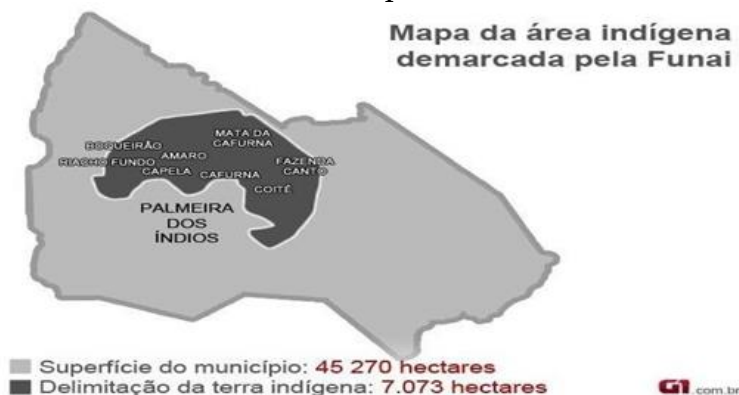 Mapa da área indígena
demarcada pela Funai
MATA DA
CAFURNA
BOQUEIRÃO
AMARO
RIACHO FUNDO
FAZENDA
CANTO
CAPELA
CAFURNA
COITÉ
PALMEIRA
DOS
ÍNDIOS
Superfície do município: 45 270 hectares
Delimitação da terra indígena: 7.073 hectares
G1.com.br